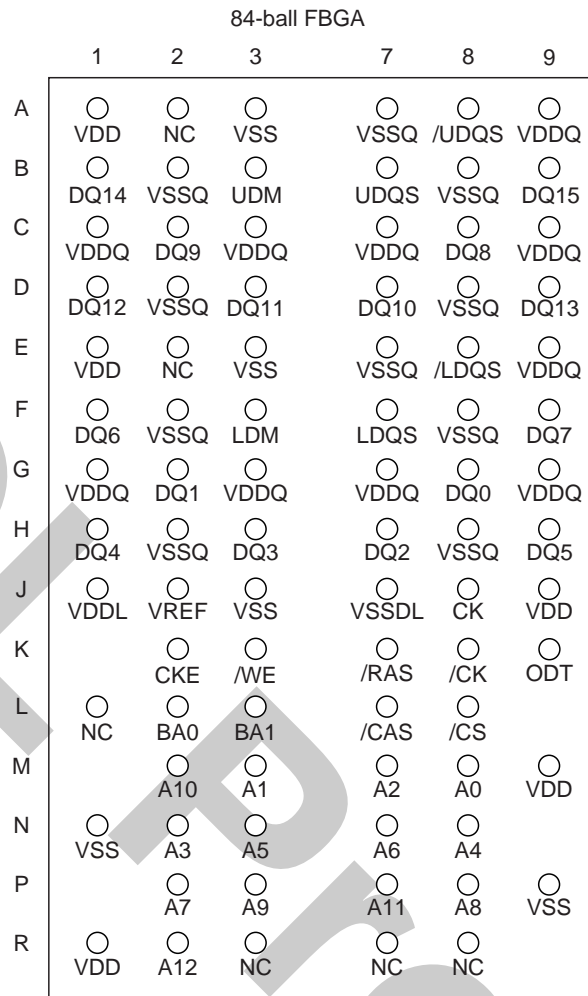 84-ball FBGA
1 2 3 7 8 9
A
VDD NC VSS VSSQ /UDQS VDDQ
B
DQ14 VSSQ UDM UDQS VSSQ DQ15
C
VDDQ DQ9 VDDQ VDDQ DQ8 VDDQ
D
DQ12 VSSQ DQ11 DQ10 VSSQ DQ13
E
VDD NC VSS VSSQ /LDQS VDDQ
F
DQ6 VSSQ LDM LDQS VSSQ DQ7
G
VDDQ DQ1 VDDQ VDDQ DQ0 VDDQ
H
DQ4 VSSQ DQ3 DQ2 VSSQ DQ5
J
VDDL VREF VSS VSSDL CK VDD
K
CKE /WE /RAS /CK ODT
L
NC BA0 BA1 /CAS /CS
M
A10 A1 A2 A0 VDD
N
VSS A3 A5 A6 A4
P
A7 A9 A11 A8 VSS
R
VDD A12 NC NC NC